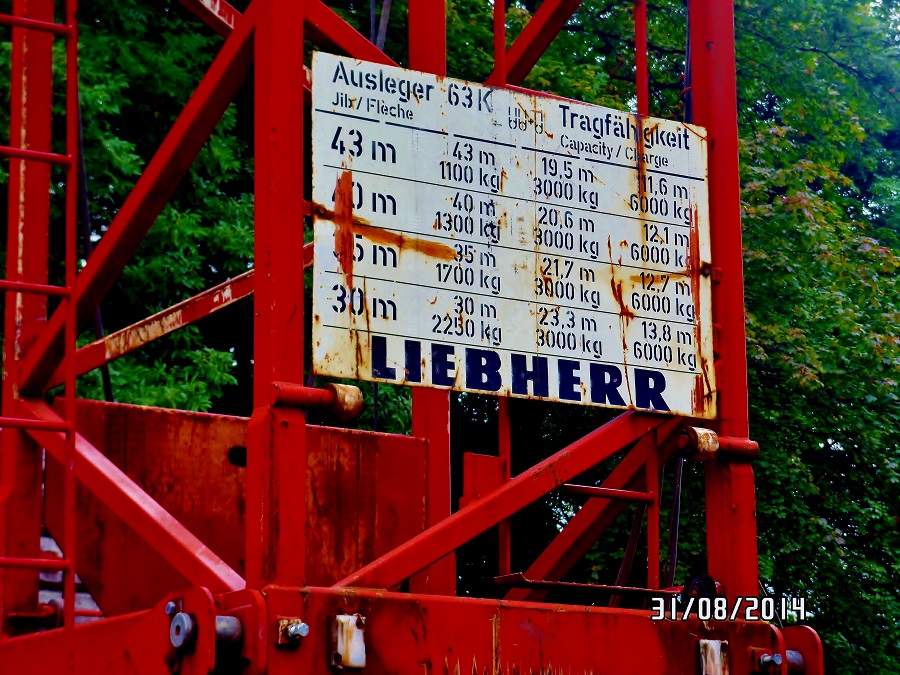 Ausleger 63K Tragfähigkeit
Jib/Flèche Capacity/Charge
43 m 43 m 19,5 m 11,6 m
1100 kg 3000 kg 6000 kg
40 m 40 m 20,6 m 12,1 m
1300 kg 3000 kg 6000 kg
35 m 35 m 21,7 m 12,7 m
1700 kg 3000 kg 6000 kg
30 m 30 m 23,3 m 13,8 m
2250 kg 3000 kg 6000 kg
LIEBHERR
31/08/2014